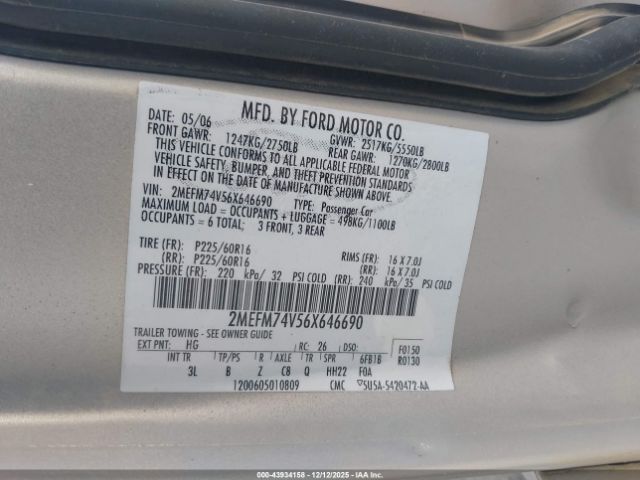 MFD. BY FORD MOTOR CO.
DATE: 05/06 GVWR: 2517KG/5550LB
FRONT GAWR: 1247KG/2750LB REAR GAWR: 1270KG/2800LB
THIS VEHICLE CONFORMS TO ALL APPLICABLE FEDERAL MOTOR
VEHICLE SAFETY, BUMPER, AND THEFT PREVENTION STANDARDS
IN EFFECT ON THE DATE OF MANUFACTURE SHOWN ABOVE.
VIN: 2MEFM74V56X646690 TYPE: Passenger Car
MAXIMUM LOAD = OCCUPANTS + LUGGAGE = 498KG/1100LB
OCCUPANTS = 6 TOTAL; 3 FRONT, 3 REAR
TIRE (FR): P225/60R16 RIMS (FR): 16 X 7.0J
(RR): P225/60R16 (RR): 16 X 7.0J
PRESSURE (FR): 220 kPa/ 32 PSI COLD (RR): 240 kPa/ 35 PSI COLD
2MEFM74V56X646690
TRAILER TOWING - SEE OWNER GUIDE
EXT PNT: HG RC: 26 DSO: F0150
INT TR TP/PS R AXLE TR SPR 6FB18 R0130
3L B Z C8 Q HH22 FOA
1200605010809 CMC 5U5A-5420472-AA
000-43934158 - 12/12/2025 - IAA Inc.